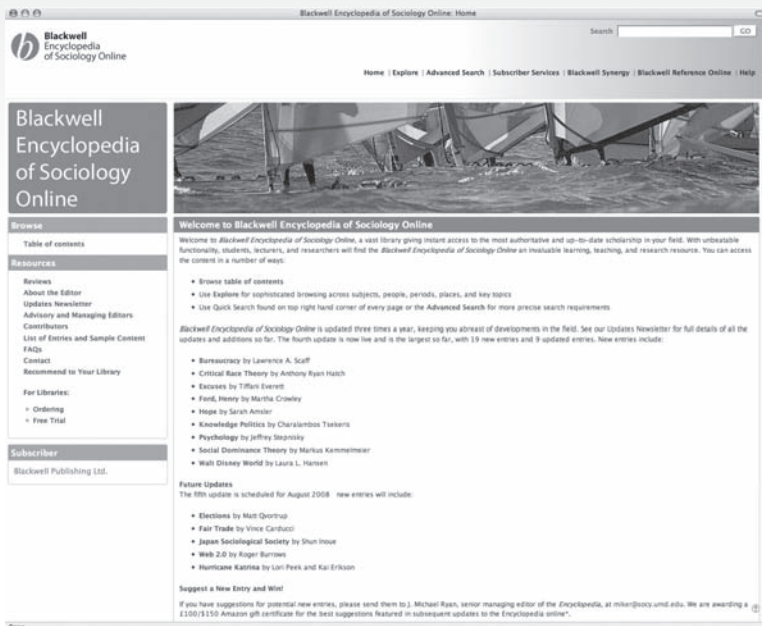 Blackwell Encyclopedia of Sociology Online: Home
Blackwell
Encyclopedia
of Sociology Online
Search
GO
Home | Explore | Advanced Search | Subscriber Services | Blackwell Synergy | Blackwell Reference Online | Help
Blackwell
Encyclopedia
of Sociology
Online
Browse
Table of contents
Resources
Reviews
About the Editor
Updates Newsletter
Advisory and Managing Editors
Contributors
List of Entries and Sample Content
FAQs
Contact
Recommend to Your Library
For Libraries:
Ordering
Free Trial
Subscriber
Blackwell Publishing Ltd.
Welcome to Blackwell Encyclopedia of Sociology Online
Welcome to Blackwell Encyclopedia of Sociology Online, a vast library giving instant access to the most authoritative and up-to-date scholarship in your field. With unbeatable
functionality, students, lecturers, and researchers will find the Blackwell Encyclopedia of Sociology Online an invaluable learning, teaching, and research resource. You can access
the content in a number of ways:
• Browse table of contents
• Use Explore for sophisticated browsing across subjects, people, periods, places, and key topics
• Use Quick Search found on top right hand corner of every page or the Advanced Search for more precise search requirements
Blackwell Encyclopedia of Sociology Online is updated three times a year, keeping you abreast of developments in the field. See our Updates Newsletter for full details of all the
updates and additions so far. The fourth update is now live and is the largest so far, with 19 new entries and 9 updated entries. New entries include:
• Bureaucracy by Lawrence A. Scaff
• Critical Race Theory by Anthony Ryan Hatch
• Excuses by Tiffani Everett
• Ford, Henry by Martha Crowley
• Hope by Sarah Amsler
• Knowledge Politics by Charalambos Tsekeris
• Psychology by Jeffrey Stepnisky
• Social Dominance Theory by Markus Kemmelmeier
• Walt Disney World by Laura L. Hansen
Future Updates
The fifth update is scheduled for August 2008 new entries will include:
• Elections by Matt Qvortrup
• Fair Trade by Vince Carducci
• Japan Sociological Society by Shun Inoue
• Web 2.0 by Roger Burrows
• Hurricane Katrina by Lori Peek and Kai Erikson
Suggest a New Entry and Win!
If you have suggestions for potential new entries, please send them to J. Michael Ryan, senior managing editor of the Encyclopedia, at miker@socy.umd.edu. We are awarding a
£100/$150 Amazon gift certificate for the best suggestions featured in subsequent updates to the Encyclopedia online*.